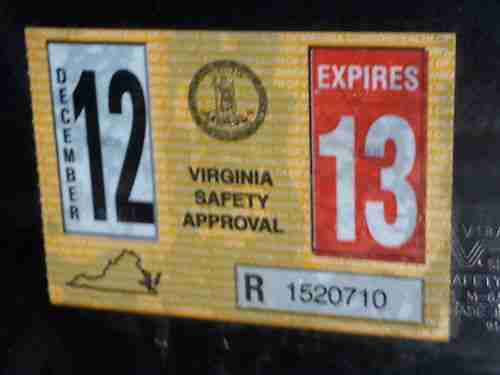 DECEMBER
12
VIRGINIA
SAFETY
APPROVAL
EXPIRES
13
R 1520710